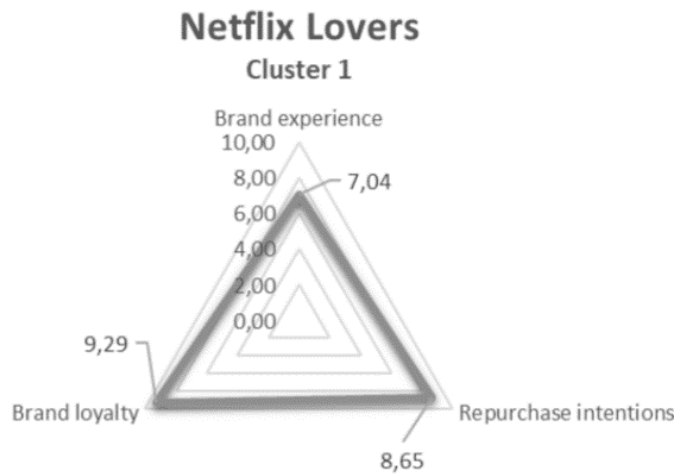 Netflix Lovers
Cluster 1
Brand experience
10,00
8,00
7,04
6,00
4,00
2,00
0,00
9,29
Brand loyalty
Repurchase intentions
8,65